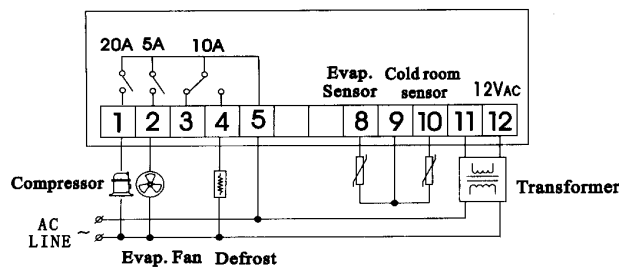 20A 5A 10A
Evap. Cold room
Sensor sensor 12VAC
1 2 3 4 5 8 9 10 11 12
Compressor
Transformer
AC
LINE ~
Evap. Fan Defrost